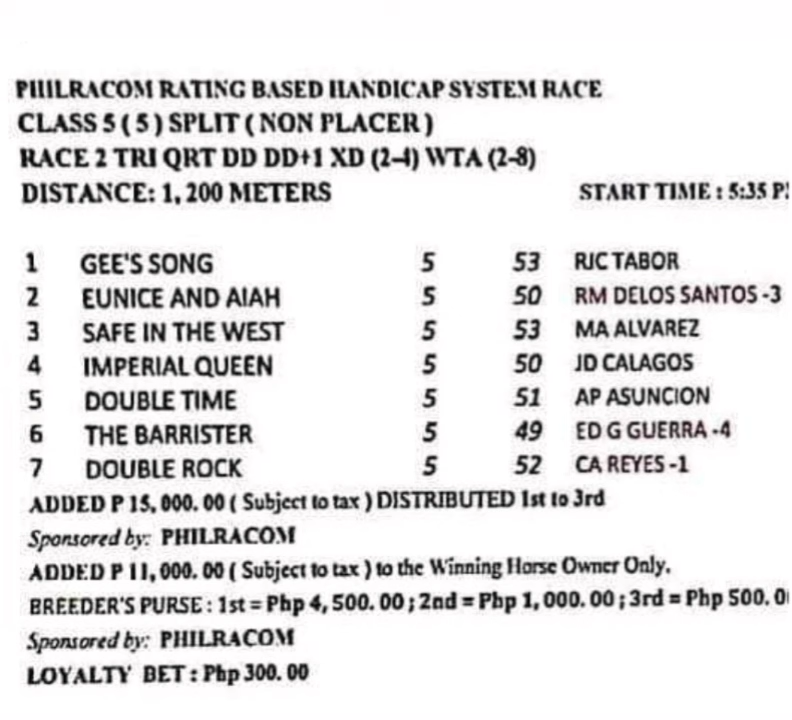 PHILRACOM RATING BASED HANDICAP SYSTEM RACE
CLASS 5 ( 5 ) SPLIT ( NON PLACER )
RACE 2 TRI QRT DD DD+1 XD (2-4) WTA (2-8)
DISTANCE: 1, 200 METERS START TIME : 5:35 P
1 GEE'S SONG 5 53 RJC TABOR
2 EUNICE AND AIAH 5 50 RM DELOS SANTOS -3
3 SAFE IN THE WEST 5 53 MA ALVAREZ
4 IMPERIAL QUEEN 5 50 JD CALAGOS
5 DOUBLE TIME 5 51 AP ASUNCION
6 THE BARRISTER 5 49 ED G GUERRA -4
7 DOUBLE ROCK 5 52 CA REYES -1
ADDED P 15, 000. 00 ( Subject to tax ) DISTRIBUTED 1st to 3rd
Sponsored by: PHILRACOM
ADDED P 11, 000. 00 ( Subject to tax ) to the Winning Horse Owner Only.
BREEDER'S PURSE : 1st = Php 4, 500. 00 ; 2nd = Php 1, 000. 00 ; 3rd = Php 500. 0
Sponsored by: PHILRACOM
LOYALTY BET : Php 300. 00